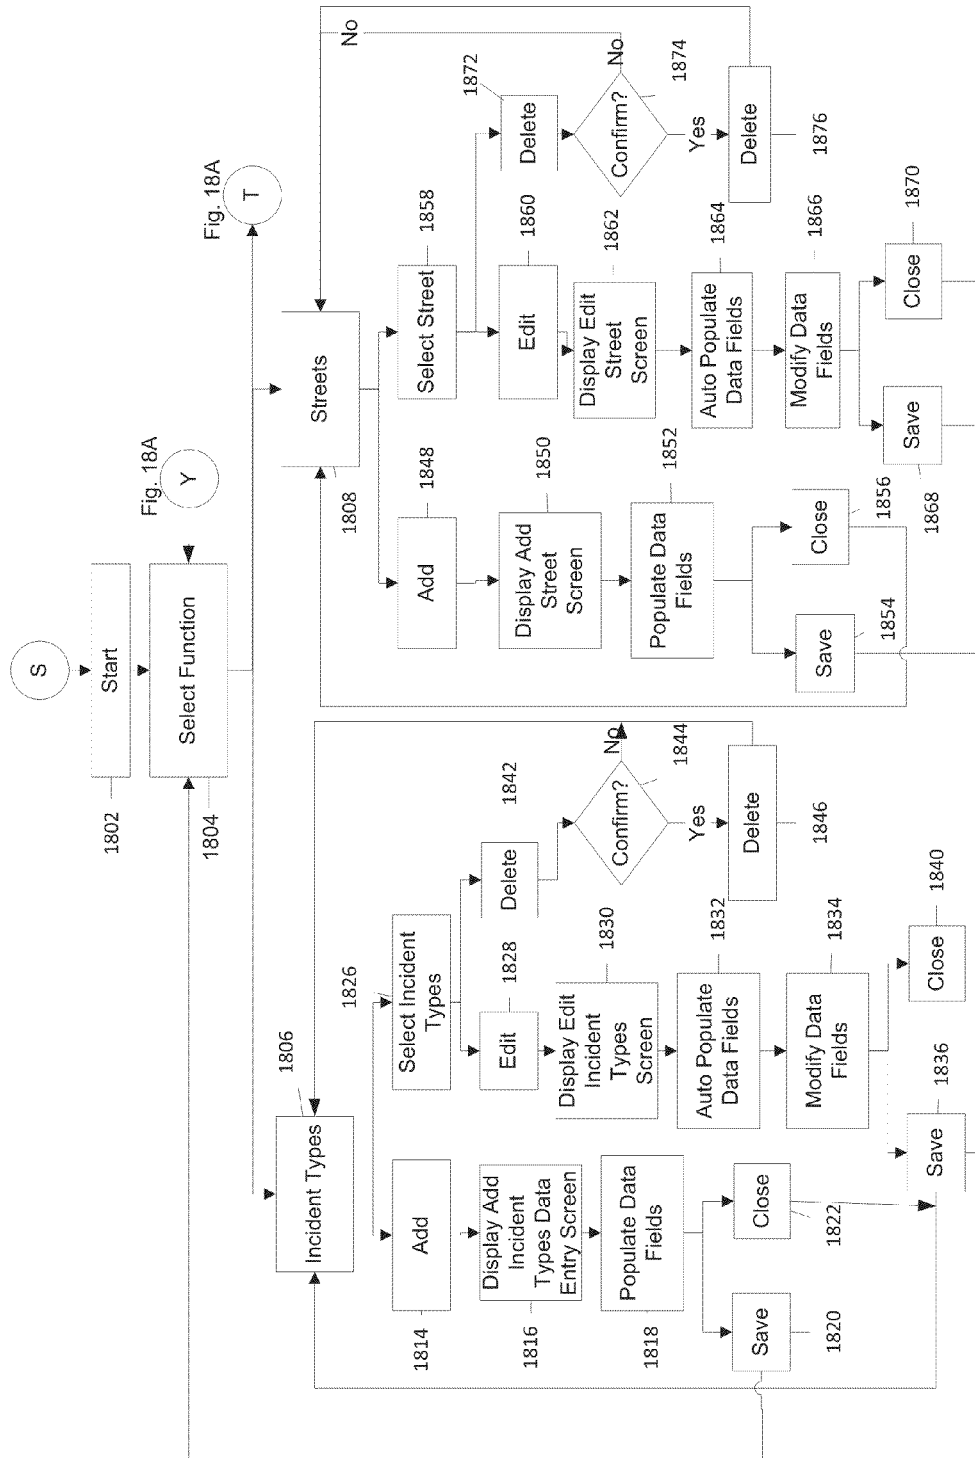 S
Start
1802
Select Function
1804
Fig. 18A
Y
Fig. 18A
T
Incident Types
1806
Add
1814
Display Add
Incident
Types Data
Entry Screen
1816
Populate Data
Fields
1818
Save
1820
Close
1822
Select Incident
Types
1826
Edit
1828
Display Edit
Incident
Types
Screen
1830
Auto Populate
Data Fields
1832
Modify Data
Fields
1834
Save
1836
Close
1840
Delete
1842
Confirm?
1844
No
Yes
Delete
1846
Streets
1808
Add
1848
Display Add
Street
Screen
1850
Populate Data
Fields
1852
Save
1854
Close
1856
Select Street
1858
Edit
1860
Display Edit
Street
Screen
1862
Auto Populate
Data Fields
1864
Modify Data
Fields
1866
Save
1868
Close
1870
Delete
1872
Confirm?
1874
No
No
Yes
Delete
1876